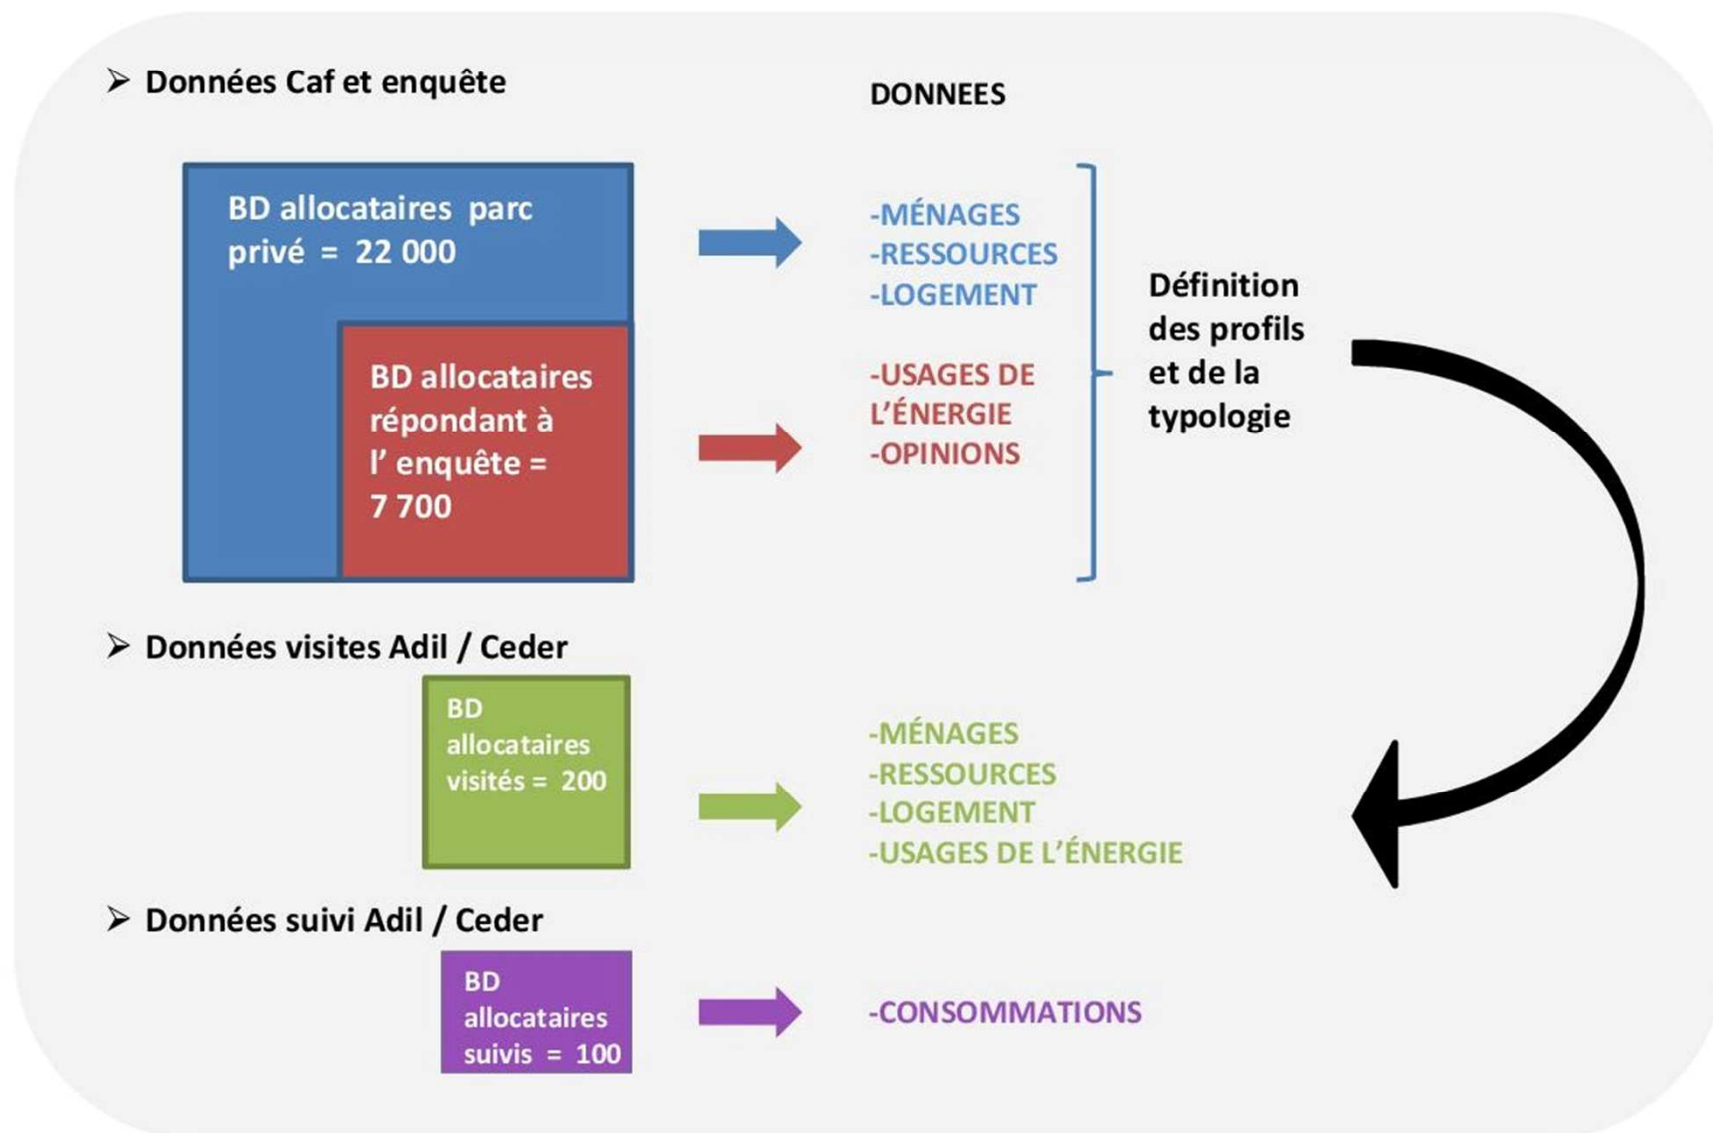 ➢ Données Caf et enquête
DONNEES
BD allocataires parc
privé = 22 000
-MÉNAGES
-RESSOURCES
-LOGEMENT
BD allocataires
répondant à
l’ enquête =
7 700
-USAGES DE
L’ÉNERGIE
-OPINIONS
Définition
des profils
et de la
typologie
➢ Données visites Adil / Ceder
BD
allocataires
visités = 200
-MÉNAGES
-RESSOURCES
-LOGEMENT
-USAGES DE L’ÉNERGIE
➢ Données suivi Adil / Ceder
BD
allocataires
suivis = 100
-CONSOMMATIONS